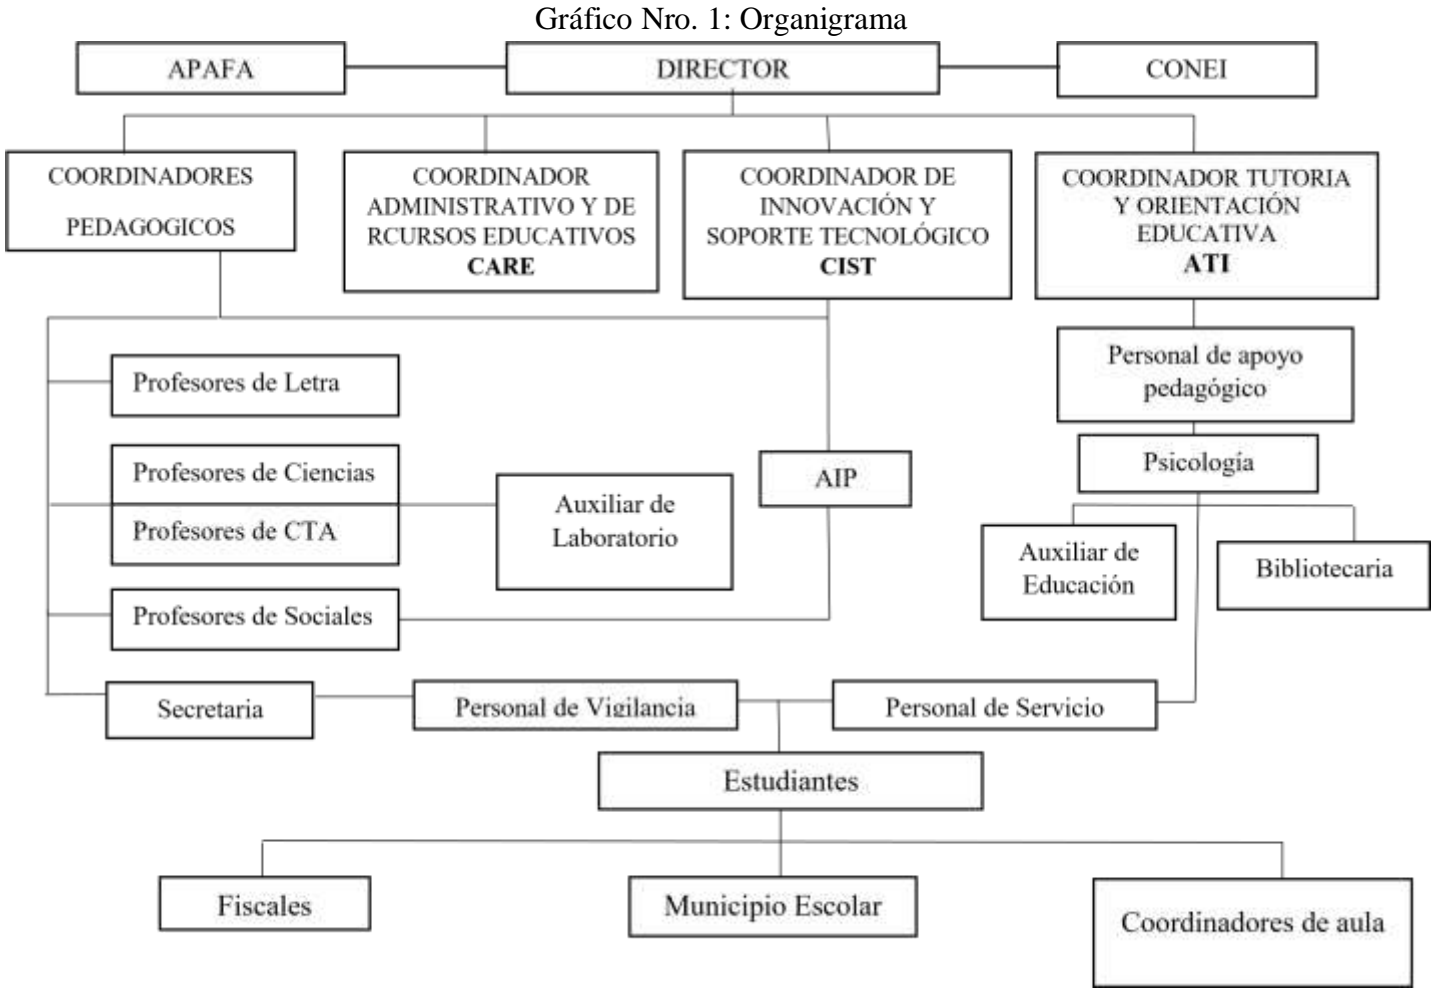 Gráfico Nro. 1: Organigrama
APAFA
DIRECTOR
CONEI
COORDINADORES
PEDAGOGICOS
COORDINADOR
ADMINISTRATIVO Y DE
RCURSOS EDUCATIVOS
CARE
COORDINADOR DE
INNOVACIÓN Y
SOPORTE TECNOLÓGICO
CIST
COORDINADOR TUTORIA
Y ORIENTACIÓN
EDUCATIVA
ATI
Profesores de Letra
Personal de apoyo
pedagógico
Profesores de Ciencias
Profesores de CTA
Auxiliar de
Laboratorio
AIP
Psicología
Auxiliar de
Educación
Bibliotecaria
Profesores de Sociales
Secretaria
Personal de Vigilancia
Personal de Servicio
Estudiantes
Fiscales
Municipio Escolar
Coordinadores de aula